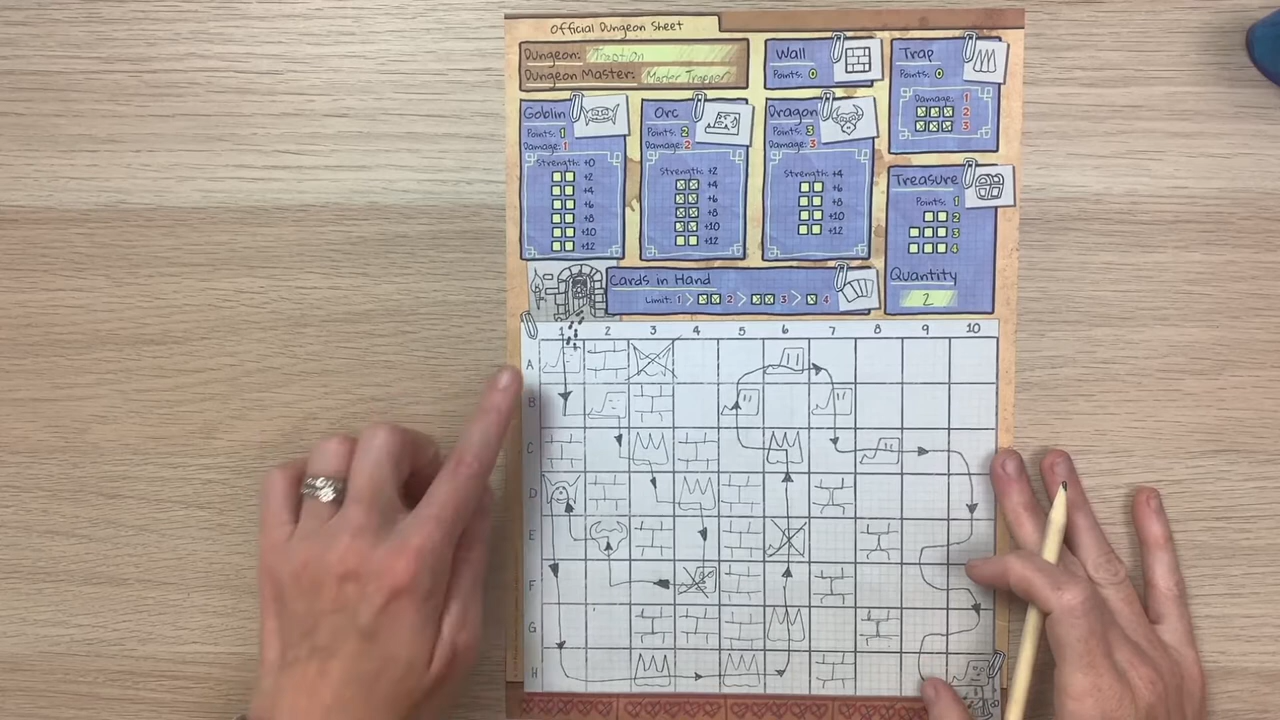 Official Dungeon Sheet
Dungeon: Traption
Dungeon Master: Master Trapper
Wall
Points: 0
Trap
Points: 0
Damage: 1
2
3
Goblin
Points: 1
Damage: 1
Strength: +0
+2
+4
+6
+8
+10
+12
Orc
Points: 2
Damage: 2
Strength: +2
+4
+6
+8
+10
+12
Dragon
Points: 3
Damage: 3
Strength: +4
+6
+8
+10
+12
Treasure
Points: 1
2
3
4
Quantity
2
Cards in Hand
Limit: 1 > 2 > 3 > 4
1 2 3 4 5 6 7 8 9 10
A
B
C
D
E
F
G
H